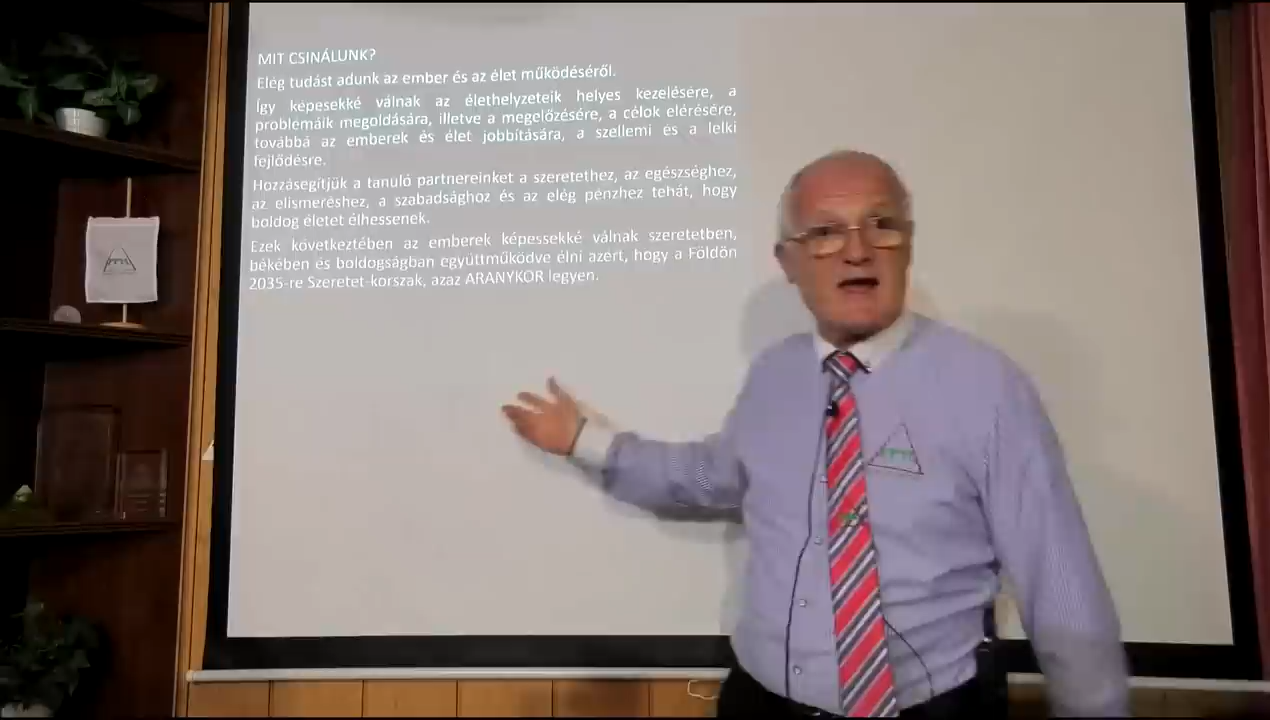 MIT CSINÁLUNK?
Elég tudást adunk az ember és az élet működéséről.
Így képesekké válnak az élethelyzeteik helyes kezelésére, a
problémáik megoldására, illetve a megelőzésére, a célok elérésére,
továbbá az emberek és élet jobbítására, a szellemi és a lelki
fejlődésre.
Hozzásegítjük a tanuló partnereinket a szeretethez, az egészséghez,
az elismeréshez, a szabadsághoz és az elég pénzhez tehát, hogy
boldog életet élhessenek.
Ezek következtében az emberek képessekké válnak szeretetben,
békében és boldogságban együttműködve élni azért, hogy a Földön
2035-re Szeretet-korszak, azaz ARANYKOR legyen.